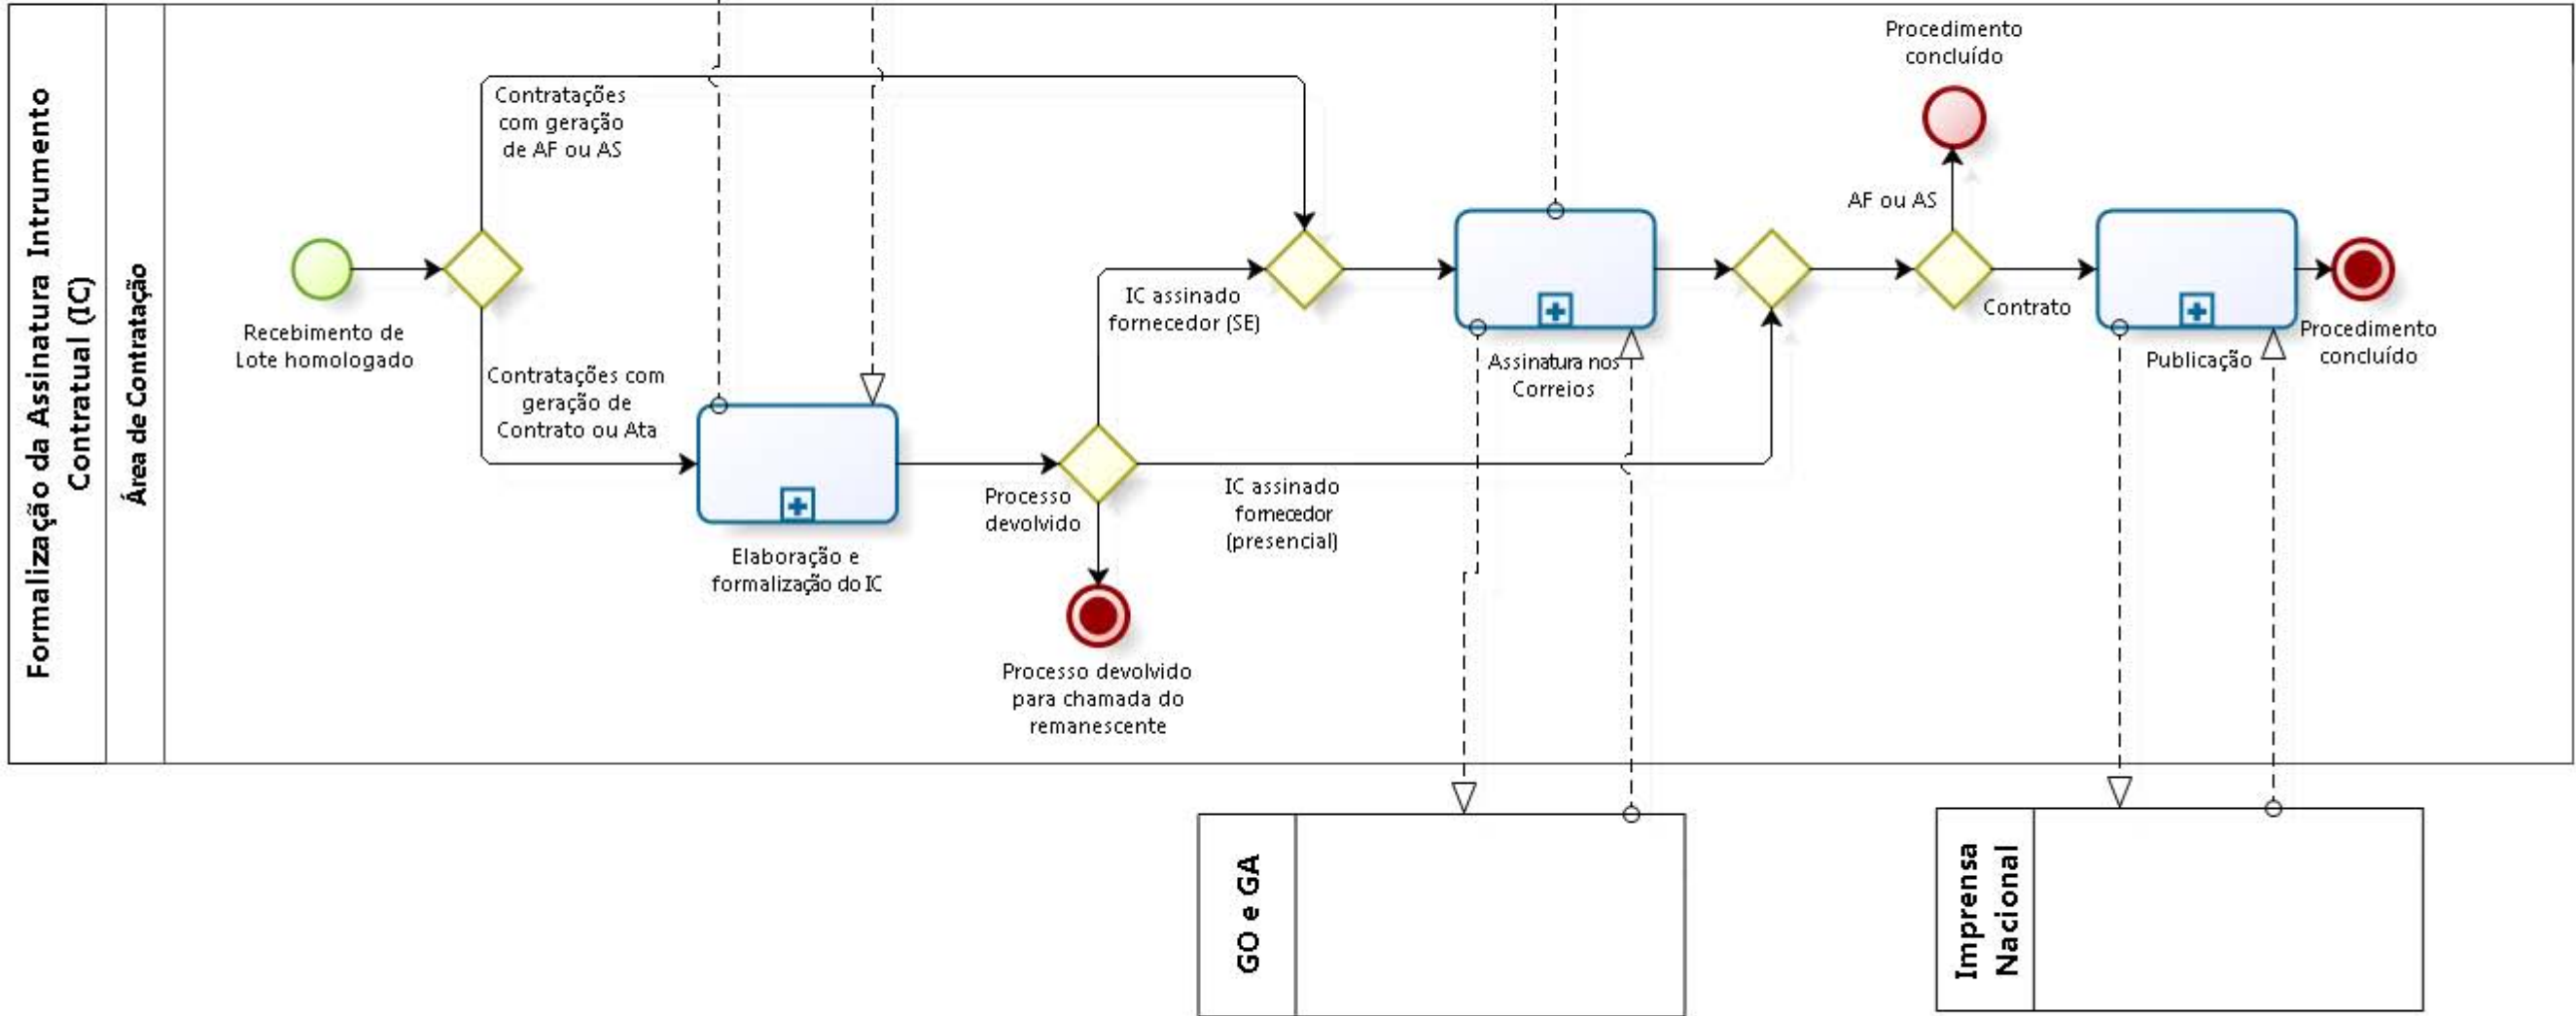 Formalização da Assinatura Intrumento
Contratual (IC)
Área de Contratação
Recebimento de
Lote homologado
Contratações
com geração
de AF ou AS
Contratações com
geração de
Contrato ou Ata
Elaboração e
formalização do IC
Processo
devolvido
Processo devolvido
para chamada do
remanescente
IC assinado
fornecedor (SE)
IC assinado
fornecedor
(presencial)
Assinatura nos
Correios
AF ou AS
Procedimento
concluído
Contrato
Publicação
Procedimento
concluído
GO e GA
Imprensa
Nacional